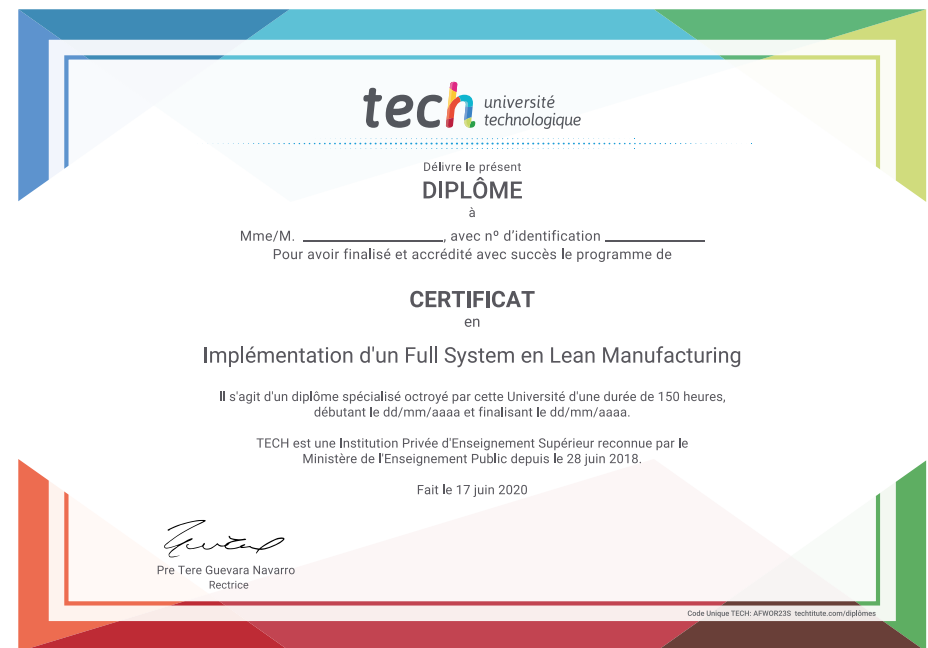 tech université
technologique
Délivre le présent
DIPLÔME
à
Mme/M. ____________________, avec nº d'identification ______________
Pour avoir finalisé et accrédité avec succès le programme de
CERTIFICAT
en
Implémentation d'un Full System en Lean Manufacturing
Il s'agit d'un diplôme spécialisé octroyé par cette Université d'une durée de 150 heures,
débutant le dd/mm/aaaa et finalisant le dd/mm/aaaa.
TECH est une Institution Privée d'Enseignement Supérieur reconnue par le
Ministère de l'Enseignement Public depuis le 28 juin 2018.
Fait le 17 juin 2020
Pre Tere Guevara Navarro
Rectrice
Code Unique TECH: AFWOR23S techtitute.com/diplômes